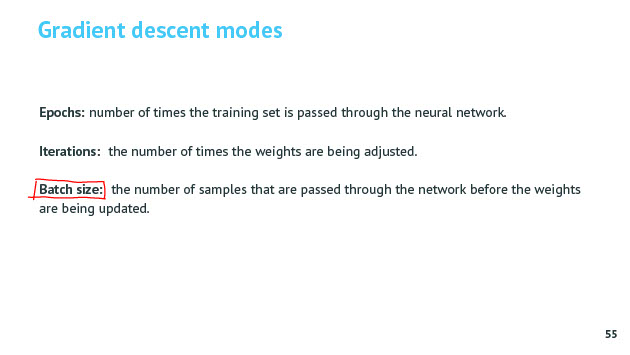 Gradient descent modes
Epochs: number of times the training set is passed through the neural network.
Iterations: the number of times the weights are being adjusted.
Batch size: the number of samples that are passed through the network before the weights
are being updated.
55